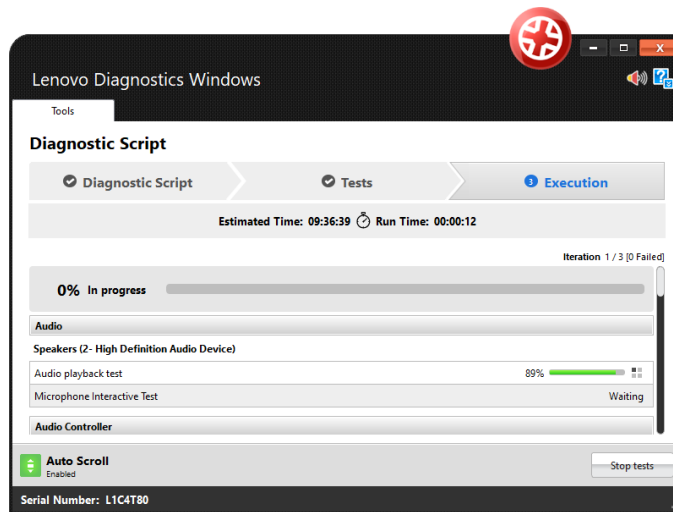 Lenovo Diagnostics Windows
Tools
Diagnostic Script
Diagnostic Script
Tests
3 Execution
Estimated Time: 09:36:39 Run Time: 00:00:12
Iteration 1 / 3 [0 Failed]
0% In progress
Audio
Speakers (2- High Definition Audio Device)
Audio playback test 89%
Microphone Interactive Test Waiting
Audio Controller
Auto Scroll
Enabled
Stop tests
Serial Number: L1C4T80